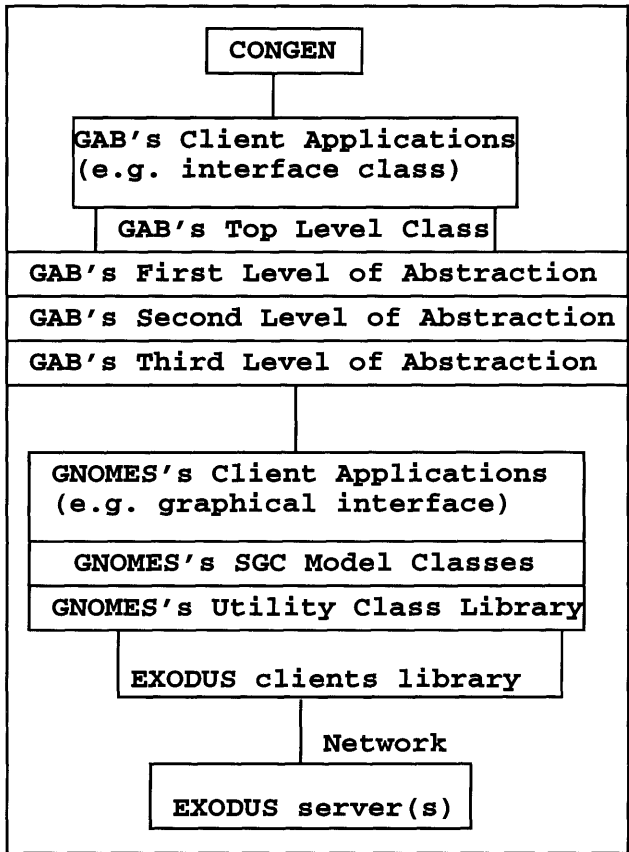 CONGEN
GAB's Client Applications
(e.g. interface class)
GAB's Top Level Class
GAB's First Level of Abstraction
GAB's Second Level of Abstraction
GAB's Third Level of Abstraction
GNOMES's Client Applications
(e.g. graphical interface)
GNOMES's SGC Model Classes
GNOMES's Utility Class Library
EXODUS clients library
Network
EXODUS server(s)